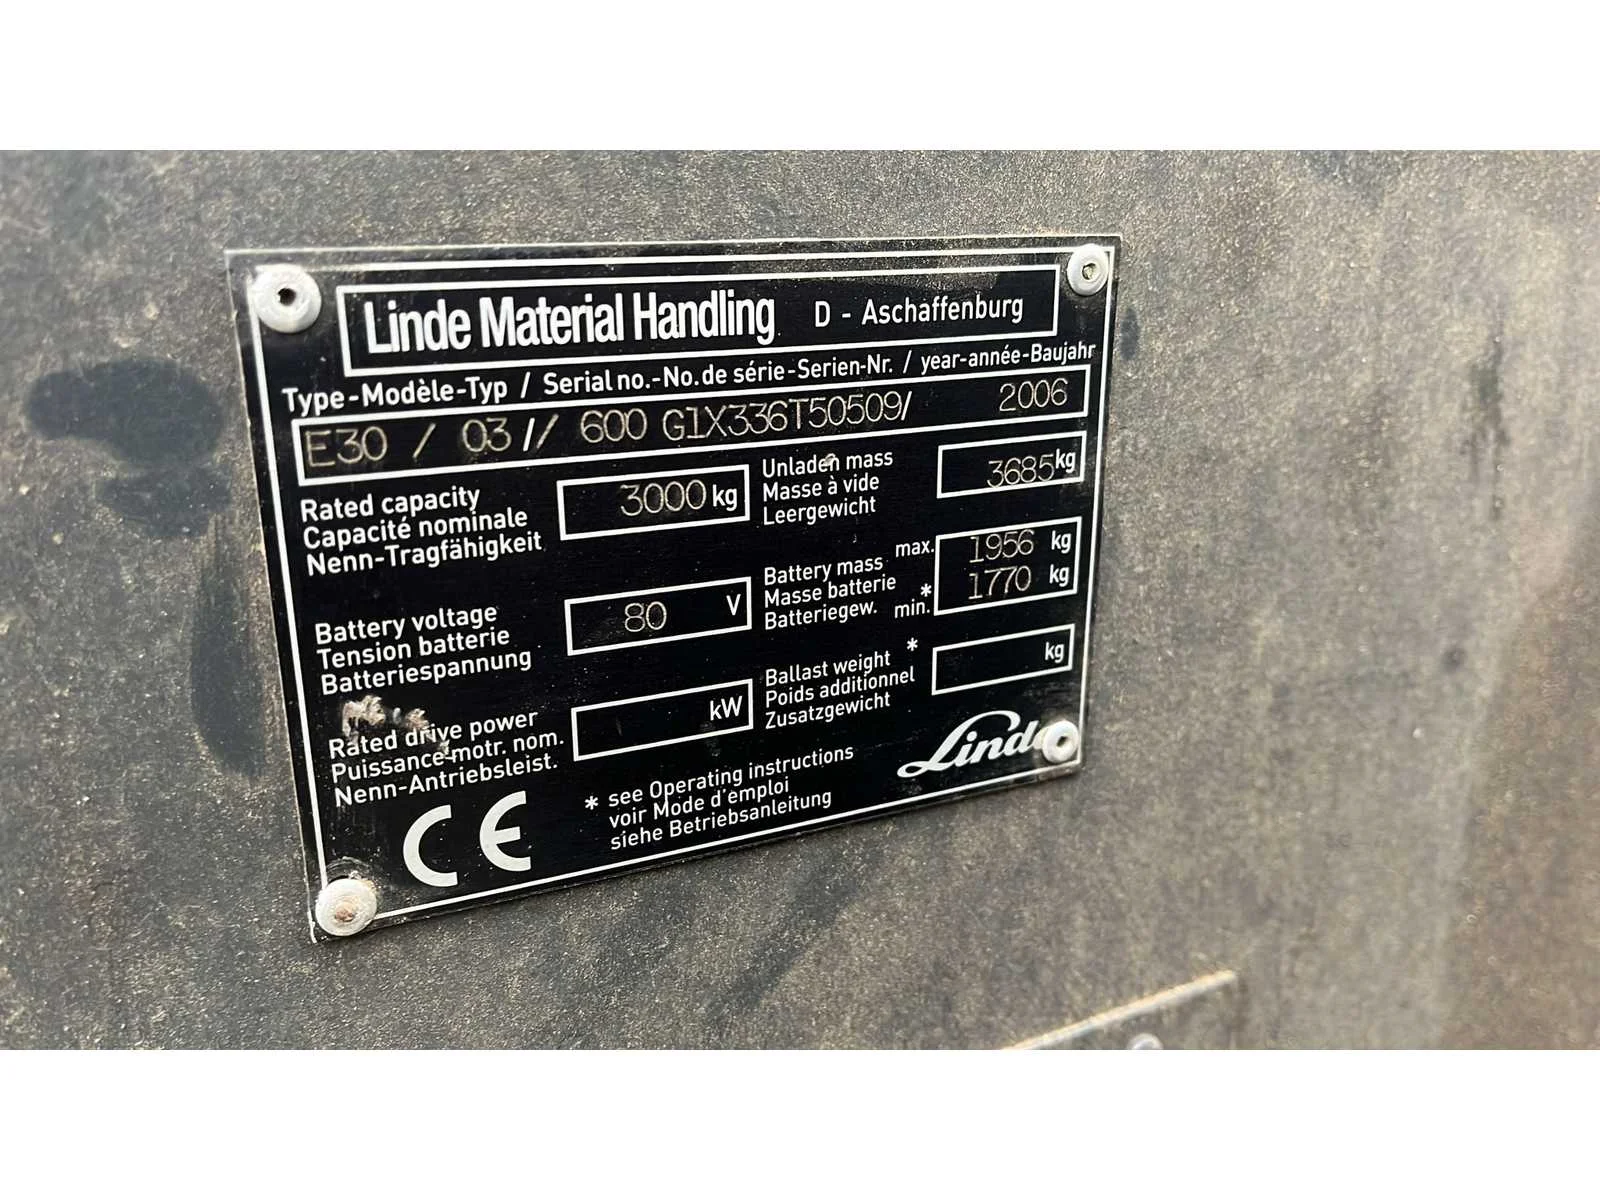 Linde Material Handling D - Aschaffenburg
Type-Modèle-Typ / Serial no.-No. de série-Serien-Nr. / year-année-Baujahr
E30 / 03 // 600 G1X336T50509/ 2006
Rated capacity
Capacité nominale
Nenn-Tragfähigkeit
3000 kg
Unladen mass
Masse à vide
Leergewicht
3685 kg
Battery voltage
Tension batterie
Batteriespannung
80 V
Battery mass max. 1956 kg
Masse batterie
Batteriegew. min. * 1770 kg
Rated drive power
Puissance motr. nom.
Nenn-Antriebsleist.
kW
Ballast weight *
Poids additionnel
Zusatzgewicht
kg
CE
* see Operating instructions
voir Mode d'emploi
siehe Betriebsanleitung
Linde